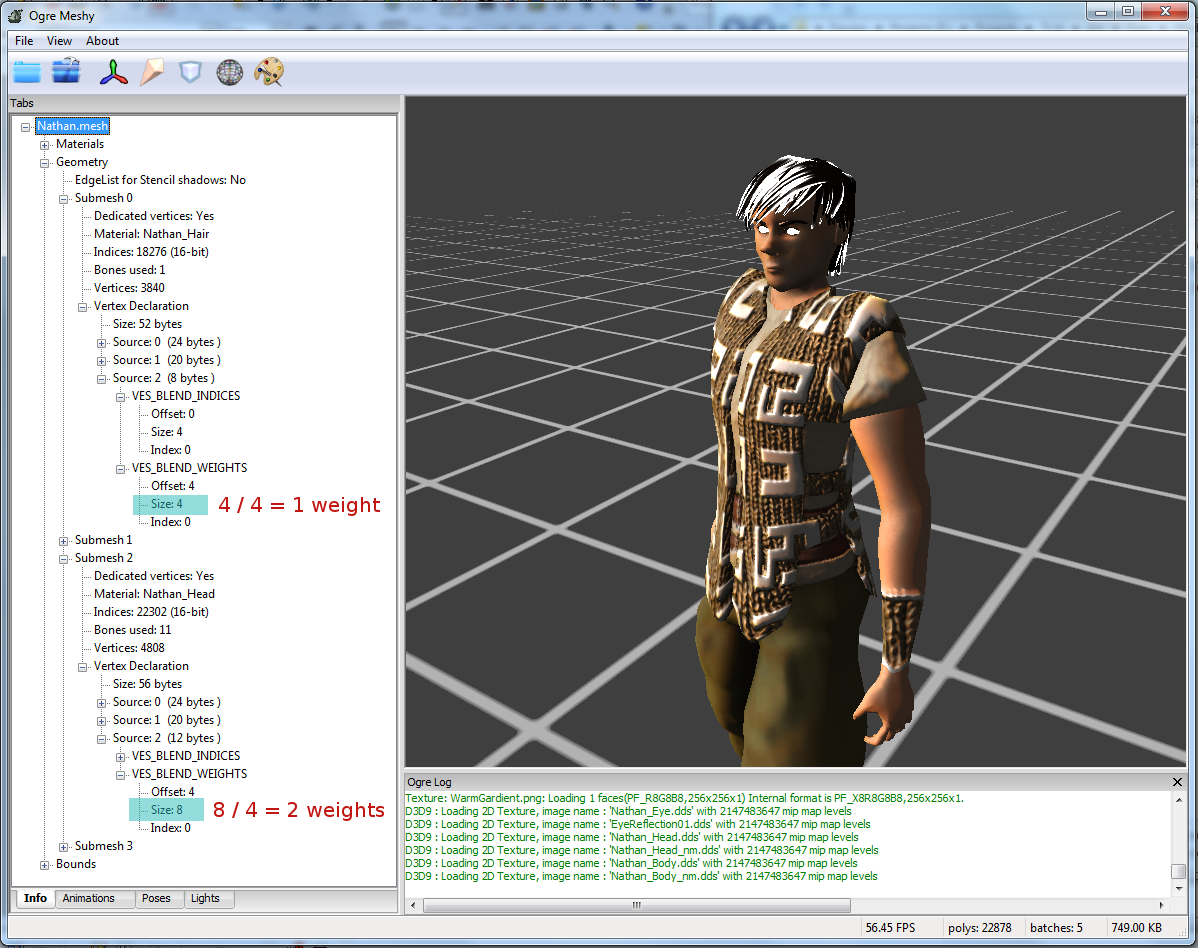 Ogre Meshy
File View About
Tabs
Nathan.mesh
Materials
Geometry
EdgeList for Stencil shadows: No
Submesh 0
Dedicated vertices: Yes
Material: Nathan_Hair
Indices: 18276 (16-bit)
Bones used: 1
Vertices: 3840
Vertex Declaration
Size: 52 bytes
Source: 0 (24 bytes )
Source: 1 (20 bytes )
Source: 2 (8 bytes )
VES_BLEND_INDICES
Offset: 0
Size: 4
Index: 0
VES_BLEND_WEIGHTS
Offset: 4
Size: 4 4 / 4 = 1 weight
Index: 0
Submesh 1
Submesh 2
Dedicated vertices: Yes
Material: Nathan_Head
Indices: 22302 (16-bit)
Bones used: 11
Vertices: 4808
Vertex Declaration
Size: 56 bytes
Source: 0 (24 bytes )
Source: 1 (20 bytes )
Source: 2 (12 bytes )
VES_BLEND_INDICES
VES_BLEND_WEIGHTS
Offset: 4
Size: 8 8 / 4 = 2 weights
Index: 0
Submesh 3
Bounds
Info Animations Poses Lights
Ogre Log
Texture: WarmGardient.png: Loading 1 faces(PF_R8G8B8,256x256x1) Internal format is PF_X8R8G8B8,256x256x1.
D3D9 : Loading 2D Texture, image name : 'Nathan_Eye.dds' with 2147483647 mip map levels
D3D9 : Loading 2D Texture, image name : 'EyeReflection01.dds' with 2147483647 mip map levels
D3D9 : Loading 2D Texture, image name : 'Nathan_Head.dds' with 2147483647 mip map levels
D3D9 : Loading 2D Texture, image name : 'Nathan_Head_nm.dds' with 2147483647 mip map levels
D3D9 : Loading 2D Texture, image name : 'Nathan_Body.dds' with 2147483647 mip map levels
D3D9 : Loading 2D Texture, image name : 'Nathan_Body_nm.dds' with 2147483647 mip map levels
56.45 FPS polys: 22878 batches: 5 749.00 KB